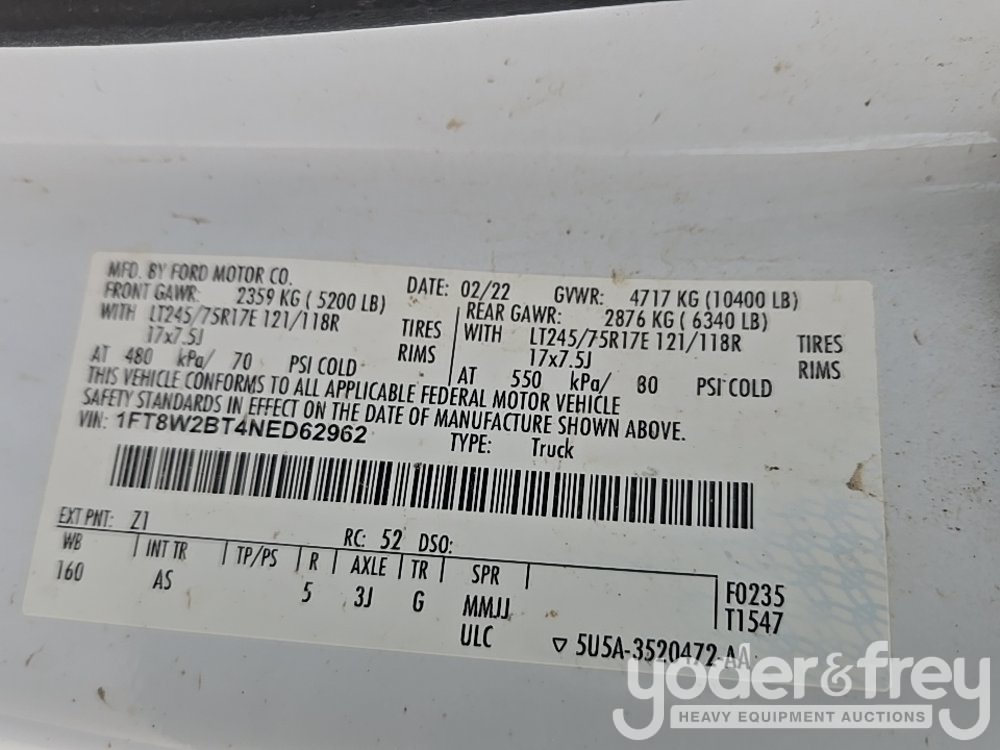 MFD. BY FORD MOTOR CO.
DATE: 02/22 GVWR: 4717 KG (10400 LB)
FRONT GAWR: 2359 KG ( 5200 LB)
REAR GAWR: 2876 KG ( 6340 LB)
WITH LT245/75R17E 121/118R TIRES
WITH LT245/75R17E 121/118R TIRES
17x7.5J RIMS
17x7.5J RIMS
AT 480 kPa/ 70 PSI COLD
AT 550 kPa/ 80 PSI COLD
THIS VEHICLE CONFORMS TO ALL APPLICABLE FEDERAL MOTOR VEHICLE
SAFETY STANDARDS IN EFFECT ON THE DATE OF MANUFACTURE SHOWN ABOVE.
VIN: 1FT8W2BT4NED62962
TYPE: Truck
EXT PNT: Z1 RC: 52 DSO:
WB INT TR TP/PS R AXLE TR SPR
160 AS 5 3J G MMJJ
ULC
F0235
T1547
▽ 5U5A-3520472-AA
yoder&frey
HEAVY EQUIPMENT AUCTIONS